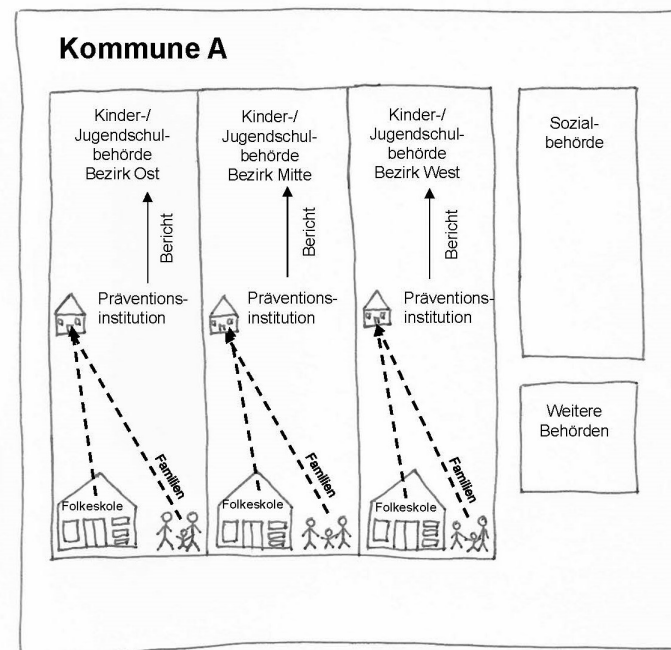 Kommune A
Kinder-/
Jugendschul-
behörde
Bezirk Ost
Bericht
Präventions-
institution
Familien
Folkeskole
Kinder-/
Jugendschul-
behörde
Bezirk Mitte
Bericht
Präventions-
institution
Familien
Folkeskole
Kinder-/
Jugendschul-
behörde
Bezirk West
Bericht
Präventions-
institution
Familien
Folkeskole
Sozial-
behörde
Weitere
Behörden